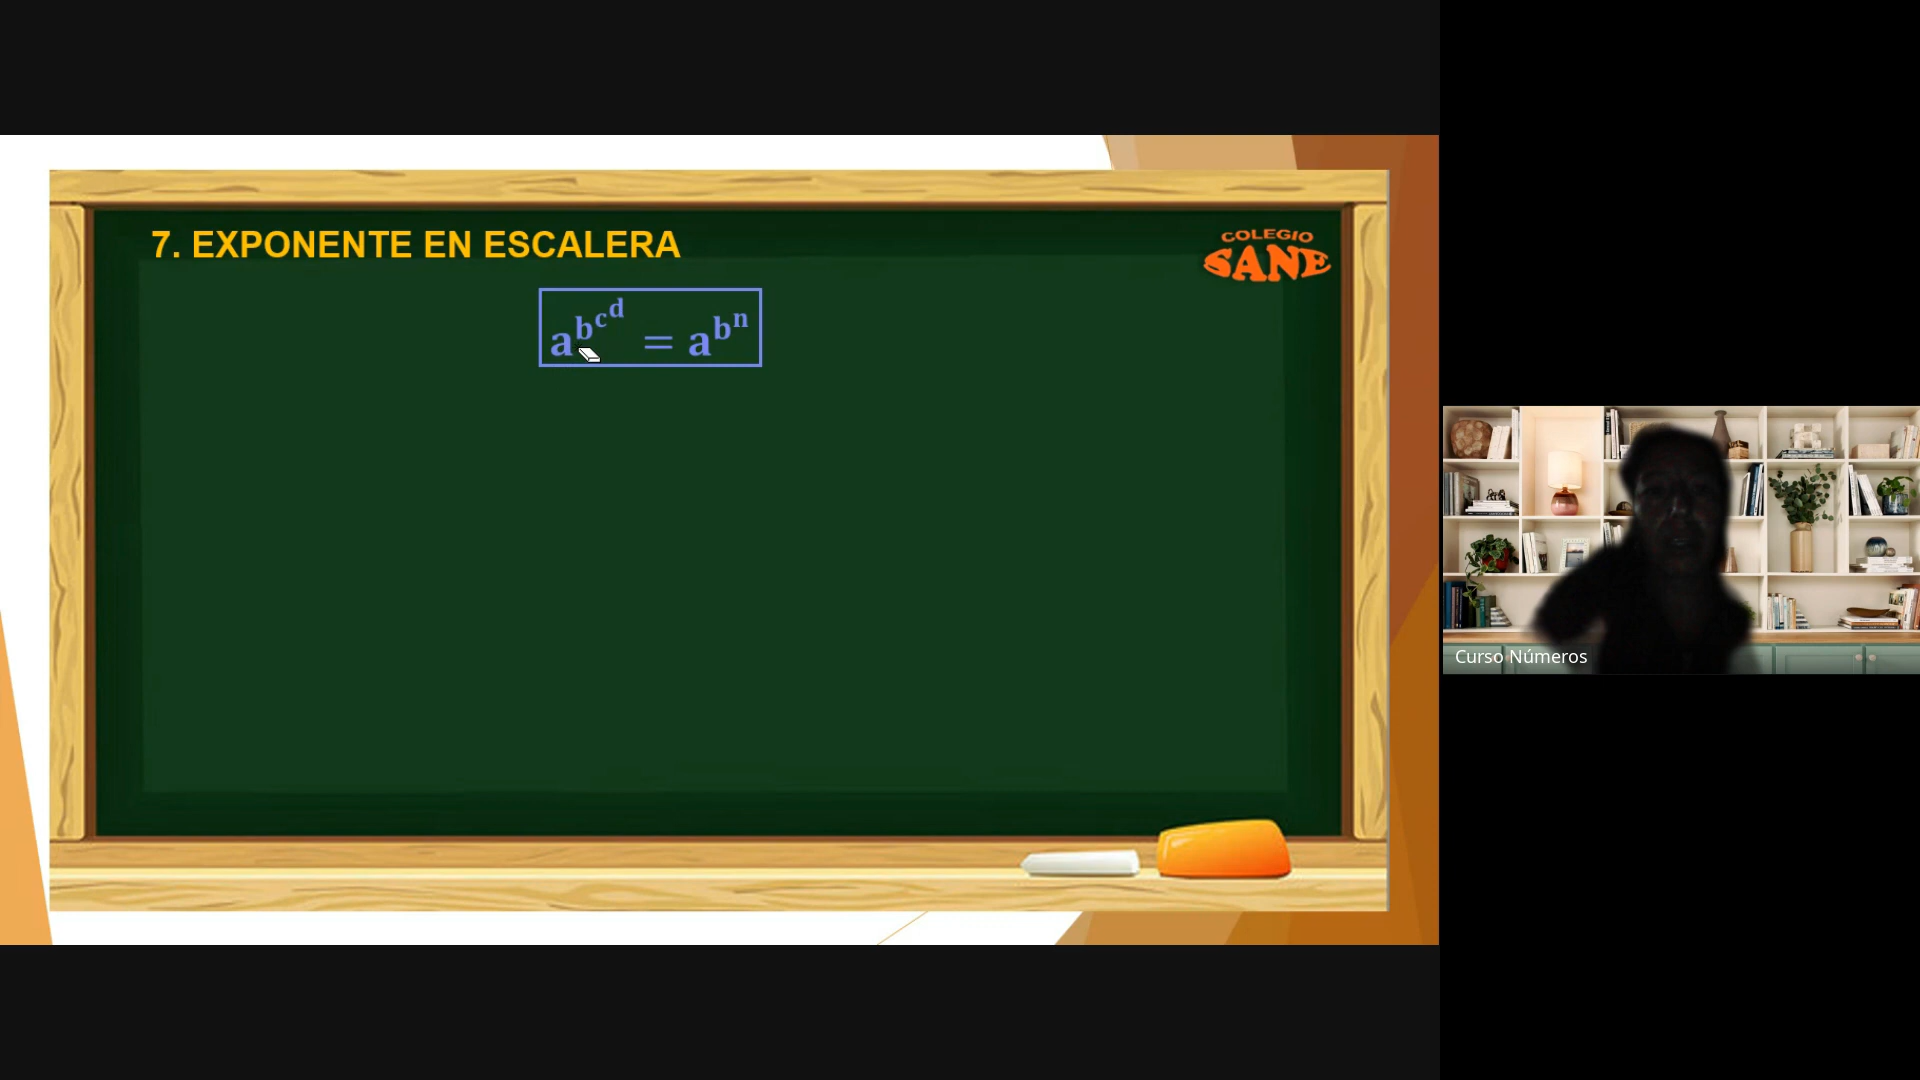 7. EXPONENTE EN ESCALERA
COLEGIO
SANE
a^{b^{c^{d}}} = a^{b^{n}}
Curso Números